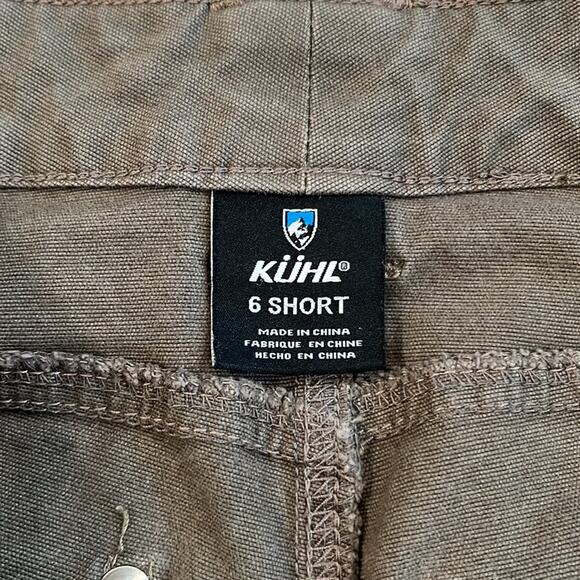 KÜHL®
6 SHORT
MADE IN CHINA
FABRIQUE EN CHINE
HECHO EN CHINA